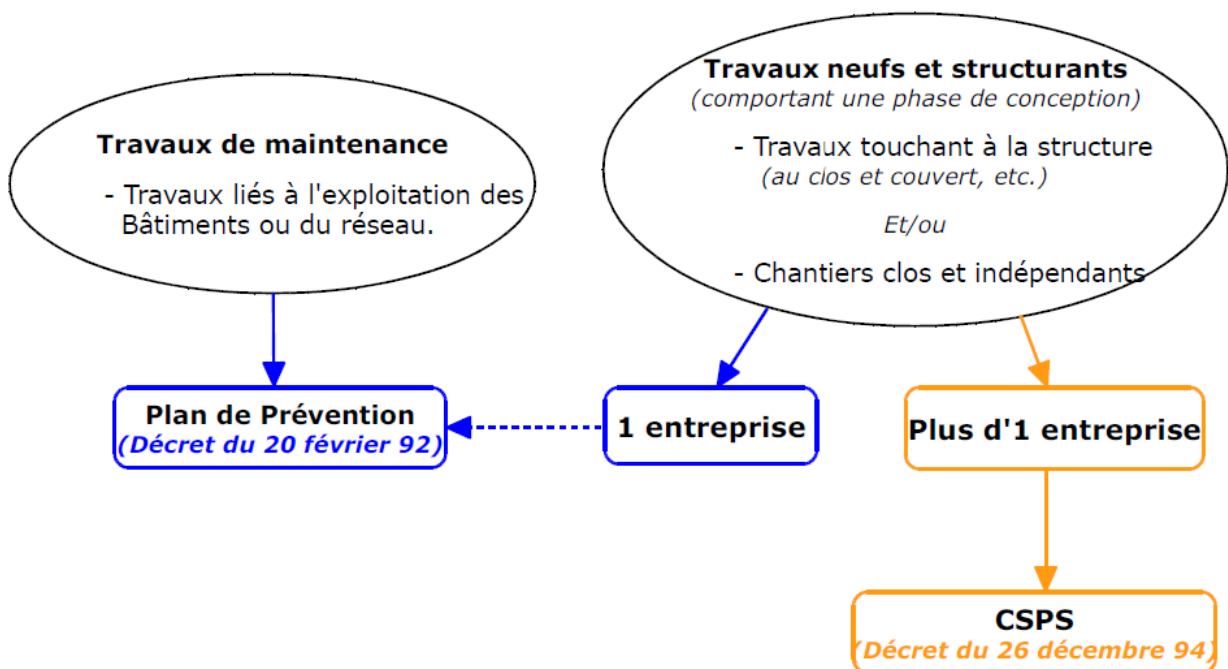 Travaux de maintenance
- Travaux liés à l'exploitation des
Bâtiments ou du réseau.
Travaux neufs et structurants
(comportant une phase de conception)
- Travaux touchant à la structure
(au clos et couvert, etc.)
Et/ou
- Chantiers clos et indépendants
Plan de Prévention
(Décret du 20 février 92)
1 entreprise
Plus d'1 entreprise
CSPS
(Décret du 26 décembre 94)